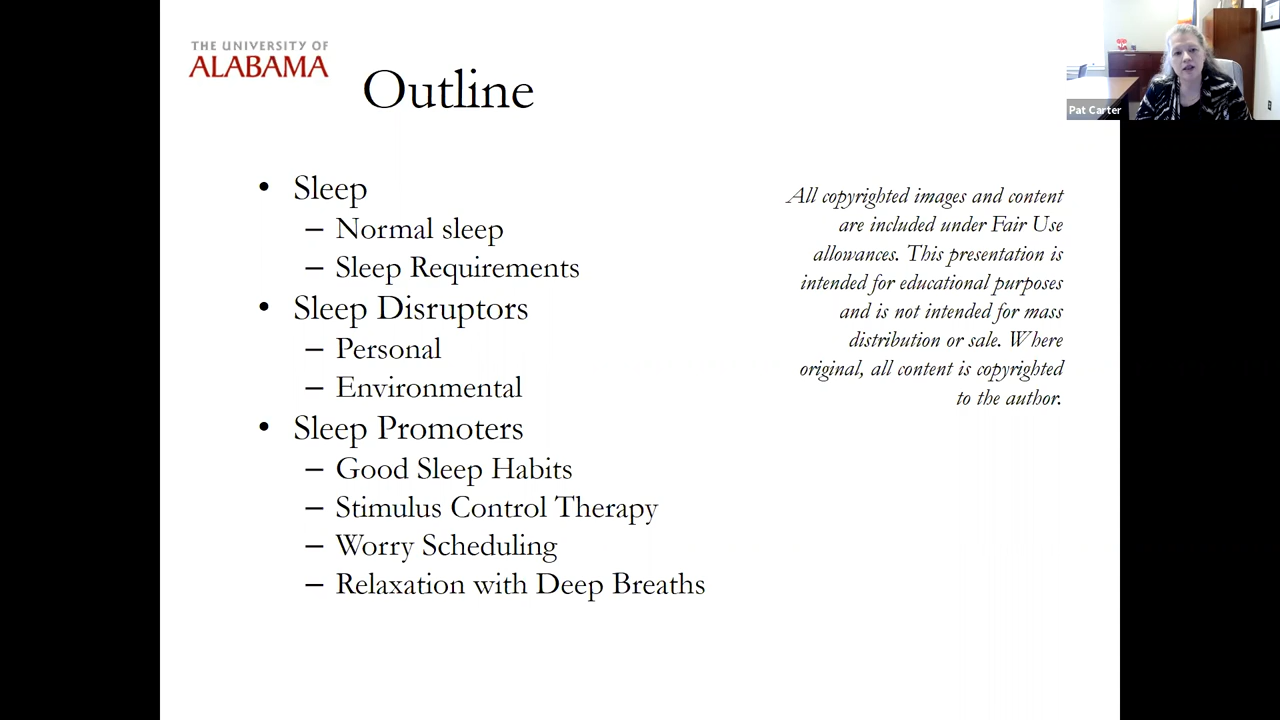 THE UNIVERSITY OF
ALABAMA
Outline
Pat Carter
• Sleep
– Normal sleep
– Sleep Requirements
• Sleep Disruptors
– Personal
– Environmental
• Sleep Promoters
– Good Sleep Habits
– Stimulus Control Therapy
– Worry Scheduling
– Relaxation with Deep Breaths
All copyrighted images and content
are included under Fair Use
allowances. This presentation is
intended for educational purposes
and is not intended for mass
distribution or sale. Where
original, all content is copyrighted
to the author.